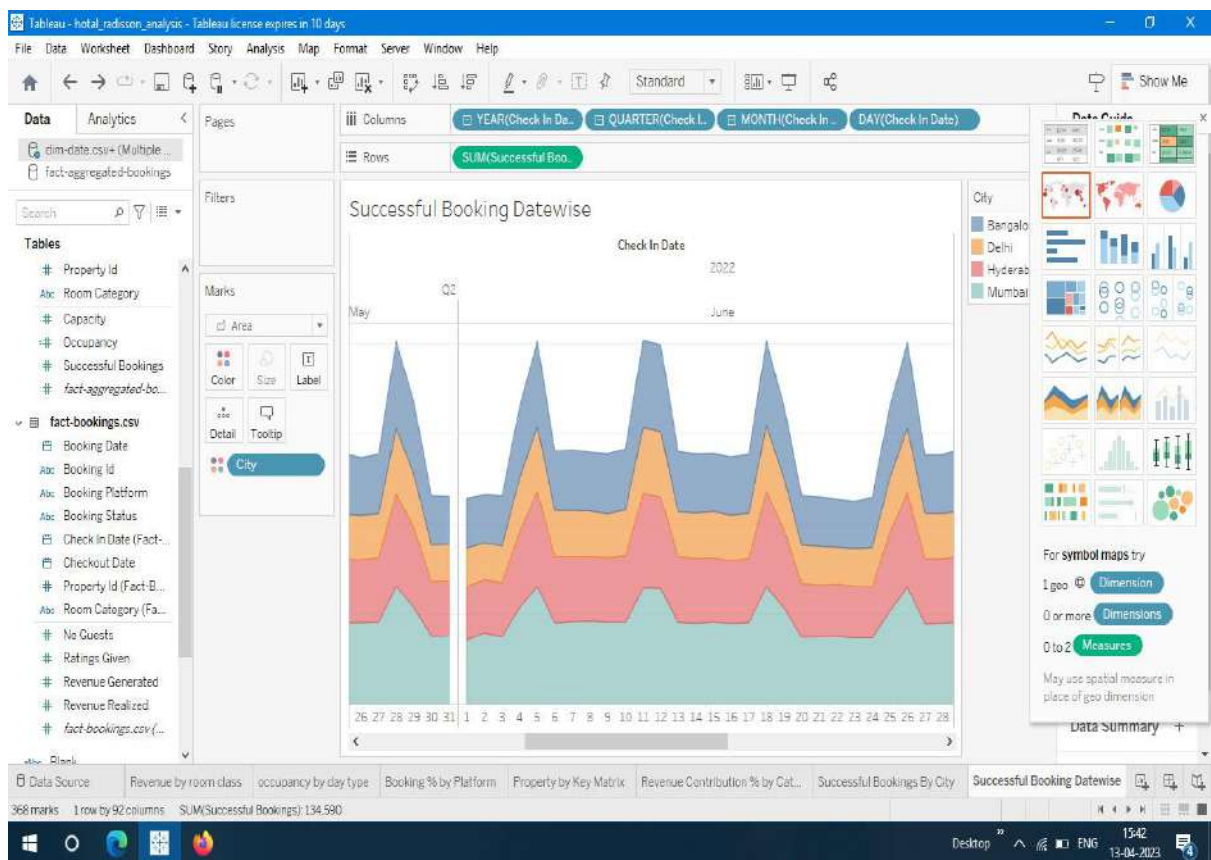 Tableau - hotal_radisson_analysis - Tableau license expires in 10 days
File Data Worksheet Dashboard Story Analysis Map Format Server Window Help
Standard
Show Me
Data Analytics
Pages
Columns
YEAR(Check In Da.. QUARTER(Check I.. MONTH(Check In .. DAY(Check In Date)
Data Guide
dim-date.csv+ (Multiple ...
fact-aggregated-bookings
Rows
SUM(Successful Boo..
Search
Filters
Successful Booking Datewise
City
Bangalo
Delhi
Hyderab
Mumbai
Tables
Property Id
Abc Room Category
Capacity
Occupancy
Successful Bookings
fact-aggregated-bo...
Marks
Area
Color Size Label
Detail Tooltip
City
Check In Date
2022
Q2
May June
fact-bookings.csv
Booking Date
Abc Booking Id
Abc Booking Platform
Abc Booking Status
Check In Date (Fact-...
Checkout Date
Property Id (Fact-B...
Abc Room Category (Fa...
No Guests
Ratings Given
Revenue Generated
Revenue Realized
fact-bookings.csv (...
26 27 28 29 30 31 1 2 3 4 5 6 7 8 9 10 11 12 13 14 15 16 17 18 19 20 21 22 23 24 25 26 27 28
For symbol maps try
1 geo Dimension
0 or more Dimensions
0 to 2 Measures
May use spatial measure in
place of geo dimension
Data Summary +
Data Source Revenue by room class occupancy by day type Booking % by Platform Property by Key Matrix Revenue Contribution % by Cat... Successful Bookings By City Successful Booking Datewise
368 marks 1 row by 92 columns SUM(Successful Bookings): 134,590
Desktop ENG 15:42
13-04-2023